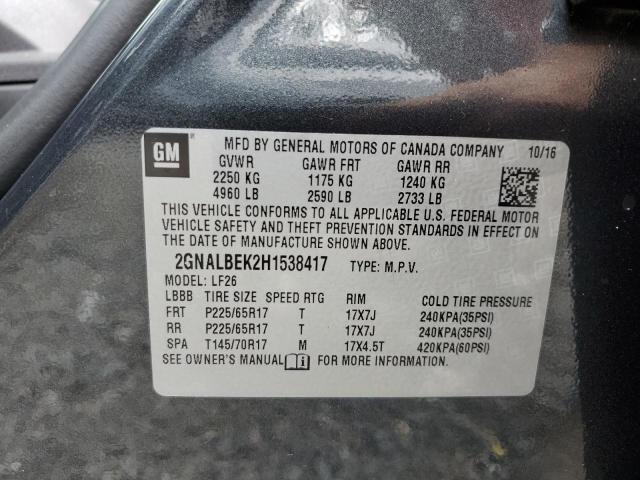 GM MFD BY GENERAL MOTORS OF CANADA COMPANY 10/16
GVWR GAWR FRT GAWR RR
2250 KG 1175 KG 1240 KG
4960 LB 2590 LB 2733 LB
THIS VEHICLE CONFORMS TO ALL APPLICABLE U.S. FEDERAL MOTOR
VEHICLE SAFETY AND THEFT PREVENTION STANDARDS IN EFFECT ON
THE DATE OF MANUFACTURE SHOWN ABOVE.
2GNALBEK2H1538417 TYPE: M.P.V.
MODEL: LF26
LBBB TIRE SIZE SPEED RTG RIM COLD TIRE PRESSURE
FRT P225/65R17 T 17X7J 240KPA(35PSI)
RR P225/65R17 T 17X7J 240KPA(35PSI)
SPA T145/70R17 M 17X4.5T 420KPA(60PSI)
SEE OWNER'S MANUAL FOR MORE INFORMATION.